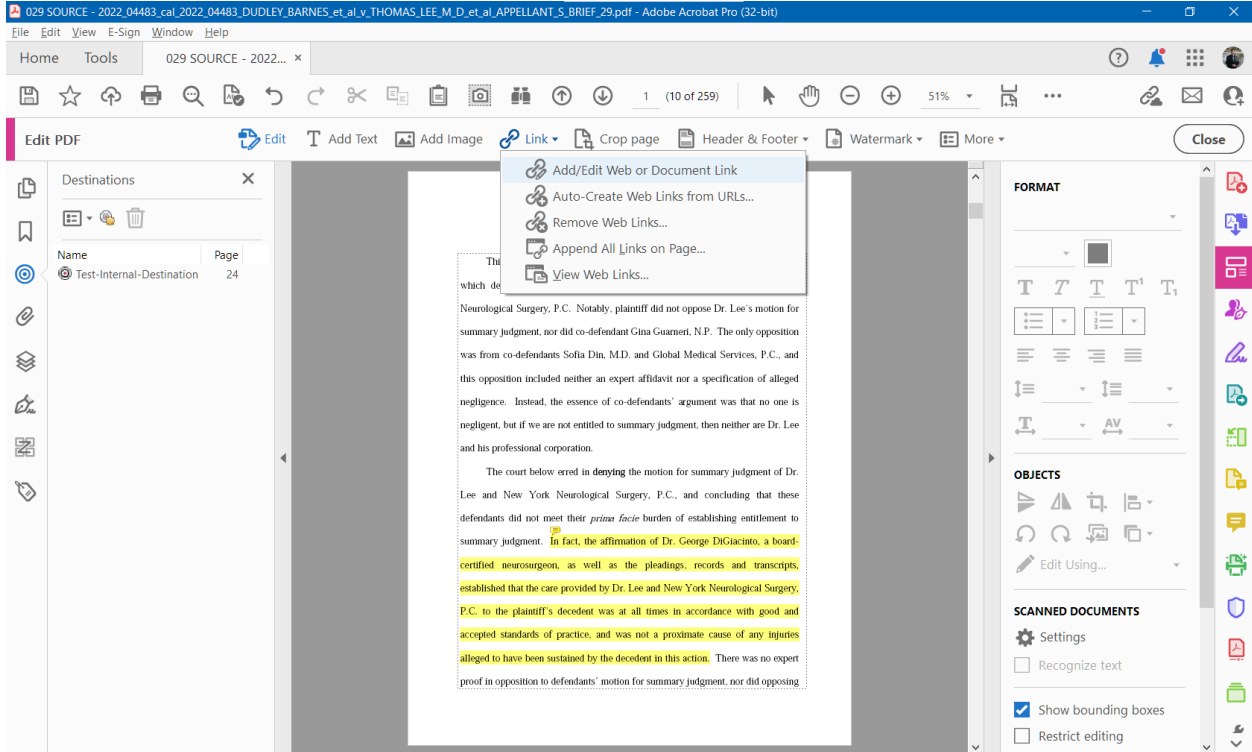 029 SOURCE - 2022_04483_cal_2022_04483_DUDLEY_BARNES_et_al_v_THOMAS_LEE_M_D_et_al_APPELLANT_S_BRIEF_29.pdf - Adobe Acrobat Pro (32-bit)
File Edit View E-Sign Window Help
Home Tools 029 SOURCE - 2022... ×
1 (10 of 259) 51%
Edit PDF Edit Add Text Add Image Link Crop page Header & Footer Watermark More Close
Add/Edit Web or Document Link
Auto-Create Web Links from URLs...
Remove Web Links...
Append All Links on Page...
View Web Links...
Destinations
Name Page
Test-Internal-Destination 24
Thi
which de
Neurological Surgery, P.C. Notably, plaintiff did not oppose Dr. Lee's motion for
summary judgment, nor did co-defendant Gina Guarneri, N.P. The only opposition
was from co-defendants Sofia Din, M.D. and Global Medical Services, P.C., and
this opposition included neither an expert affidavit nor a specification of alleged
negligence. Instead, the essence of co-defendants' argument was that no one is
negligent, but if we are not entitled to summary judgment, then neither are Dr. Lee
and his professional corporation.
The court below erred in denying the motion for summary judgment of Dr.
Lee and New York Neurological Surgery, P.C., and concluding that these
defendants did not meet their prima facie burden of establishing entitlement to
summary judgment. In fact, the affirmation of Dr. George DiGiacinto, a board-
certified neurosurgeon, as well as the pleadings, records and transcripts,
established that the care provided by Dr. Lee and New York Neurological Surgery,
P.C. to the plaintiff's decedent was at all times in accordance with good and
accepted standards of practice, and was not a proximate cause of any injuries
alleged to have been sustained by the decedent in this action. There was no expert
proof in opposition to defendants' motion for summary judgment, nor did opposing
FORMAT
T T T T¹ T₁
T AV
OBJECTS
Edit Using...
SCANNED DOCUMENTS
Settings
Recognize text
Show bounding boxes
Restrict editing